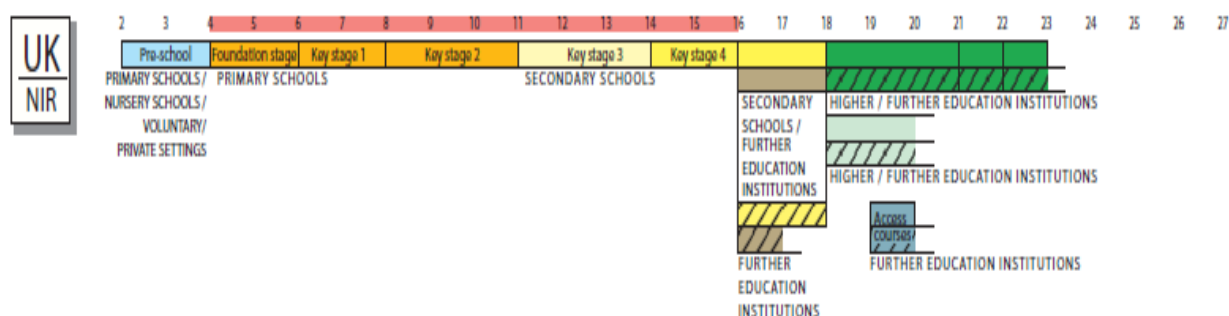 2 3 4 5 6 7 8 9 10 11 12 13 14 15 16 17 18 19 20 21 22 23 24 25 26 27
UK
NIR
Pre-school Foundation stage Key stage 1 Key stage 2 Key stage 3 Key stage 4
PRIMARY SCHOOLS /
NURSERY SCHOOLS /
VOLUNTARY/
PRIVATE SETTINGS
PRIMARY SCHOOLS
SECONDARY SCHOOLS
SECONDARY
SCHOOLS /
FURTHER
EDUCATION
INSTITUTIONS
HIGHER / FURTHER EDUCATION INSTITUTIONS
HIGHER / FURTHER EDUCATION INSTITUTIONS
Access
courses
FURTHER
EDUCATION
INSTITUTIONS
FURTHER EDUCATION INSTITUTIONS